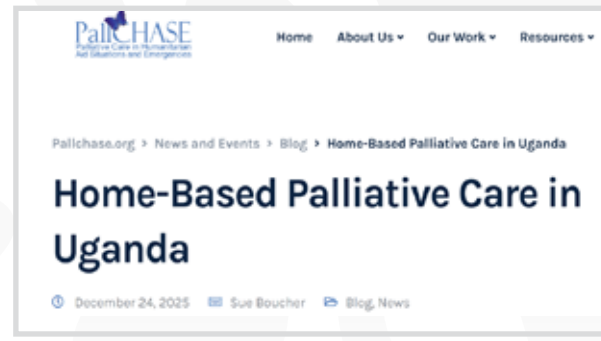 PallCHASE
Palliative Care in Humanitarian
Aid Situations and Emergencies
Home About Us Our Work Resources
Pallchase.org > News and Events > Blog > Home-Based Palliative Care in Uganda
Home-Based Palliative Care in
Uganda
December 24, 2025 Sue Boucher Blog, News